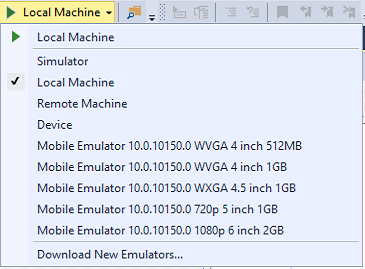 Local Machine
Local Machine
Simulator
Local Machine
Remote Machine
Device
Mobile Emulator 10.0.10150.0 WVGA 4 inch 512MB
Mobile Emulator 10.0.10150.0 WVGA 4 inch 1GB
Mobile Emulator 10.0.10150.0 WXGA 4.5 inch 1GB
Mobile Emulator 10.0.10150.0 720p 5 inch 1GB
Mobile Emulator 10.0.10150.0 1080p 6 inch 2GB
Download New Emulators...